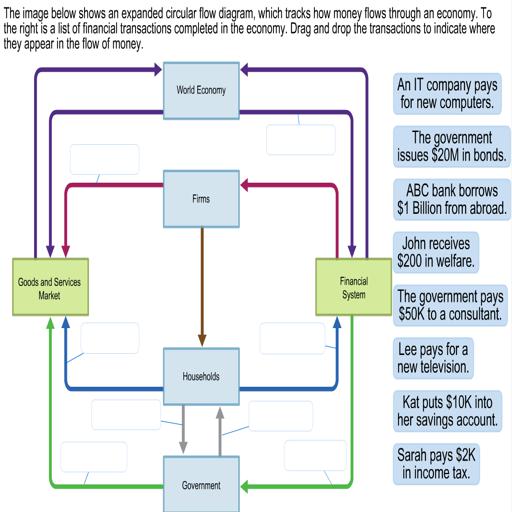 The image below shows an expanded circular flow diagram, which tracks how money flows through an economy. To
the right is a list of financial transactions completed in the economy. Drag and drop the transactions to indicate where
they appear in the flow of money.
World Economy
An IT company pays
for new computers.
The government
issues $20M in bonds.
Firms
ABC bank borrows
$1 Billion from abroad.
John receives
$200 in welfare.
Goods and Services
Market
Financial
System
The government pays
$50K to a consultant.
Lee pays for a
new television.
Households
Kat puts $10K into
her savings account.
Sarah pays $2K
in income tax.
Government